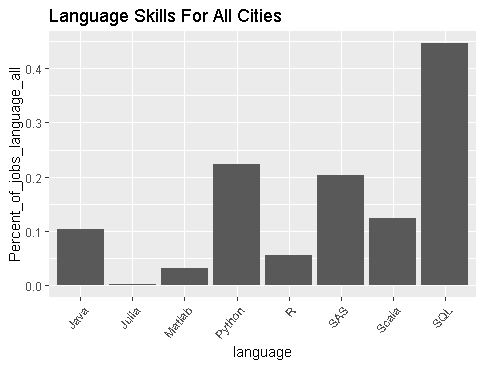 Language Skills For All Cities
Percent_of_jobs_language_all
0.4
0.3
0.2
0.1
0.0
Java
Julia
Matlab
Python
R
SAS
Scala
SQL
language